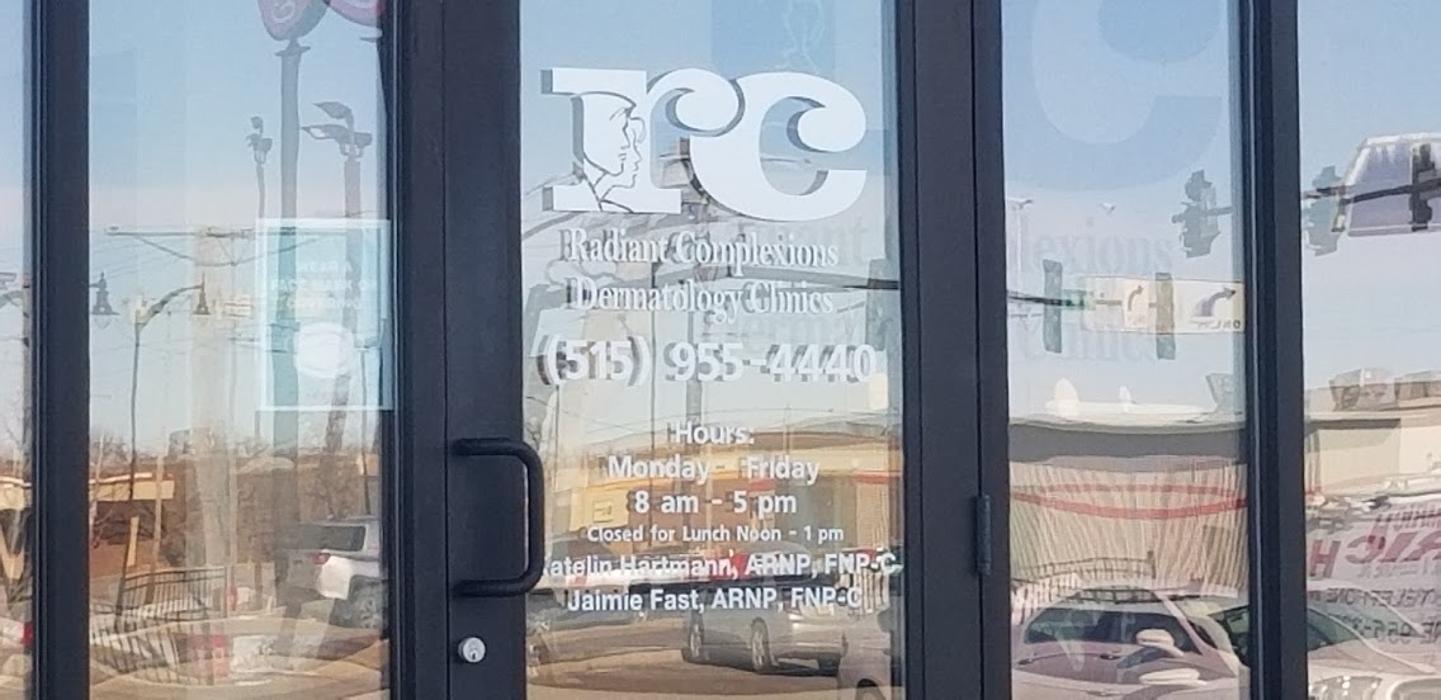 rc
Radiant Complexions
Dermatology Clinics
(515) 955-4440
Hours:
Monday - Friday
8 am - 5 pm
Closed for Lunch Noon - 1 pm
atelin Hartmann, ARNP, FNP-C
Jaimie Fast, ARNP, FNP-C